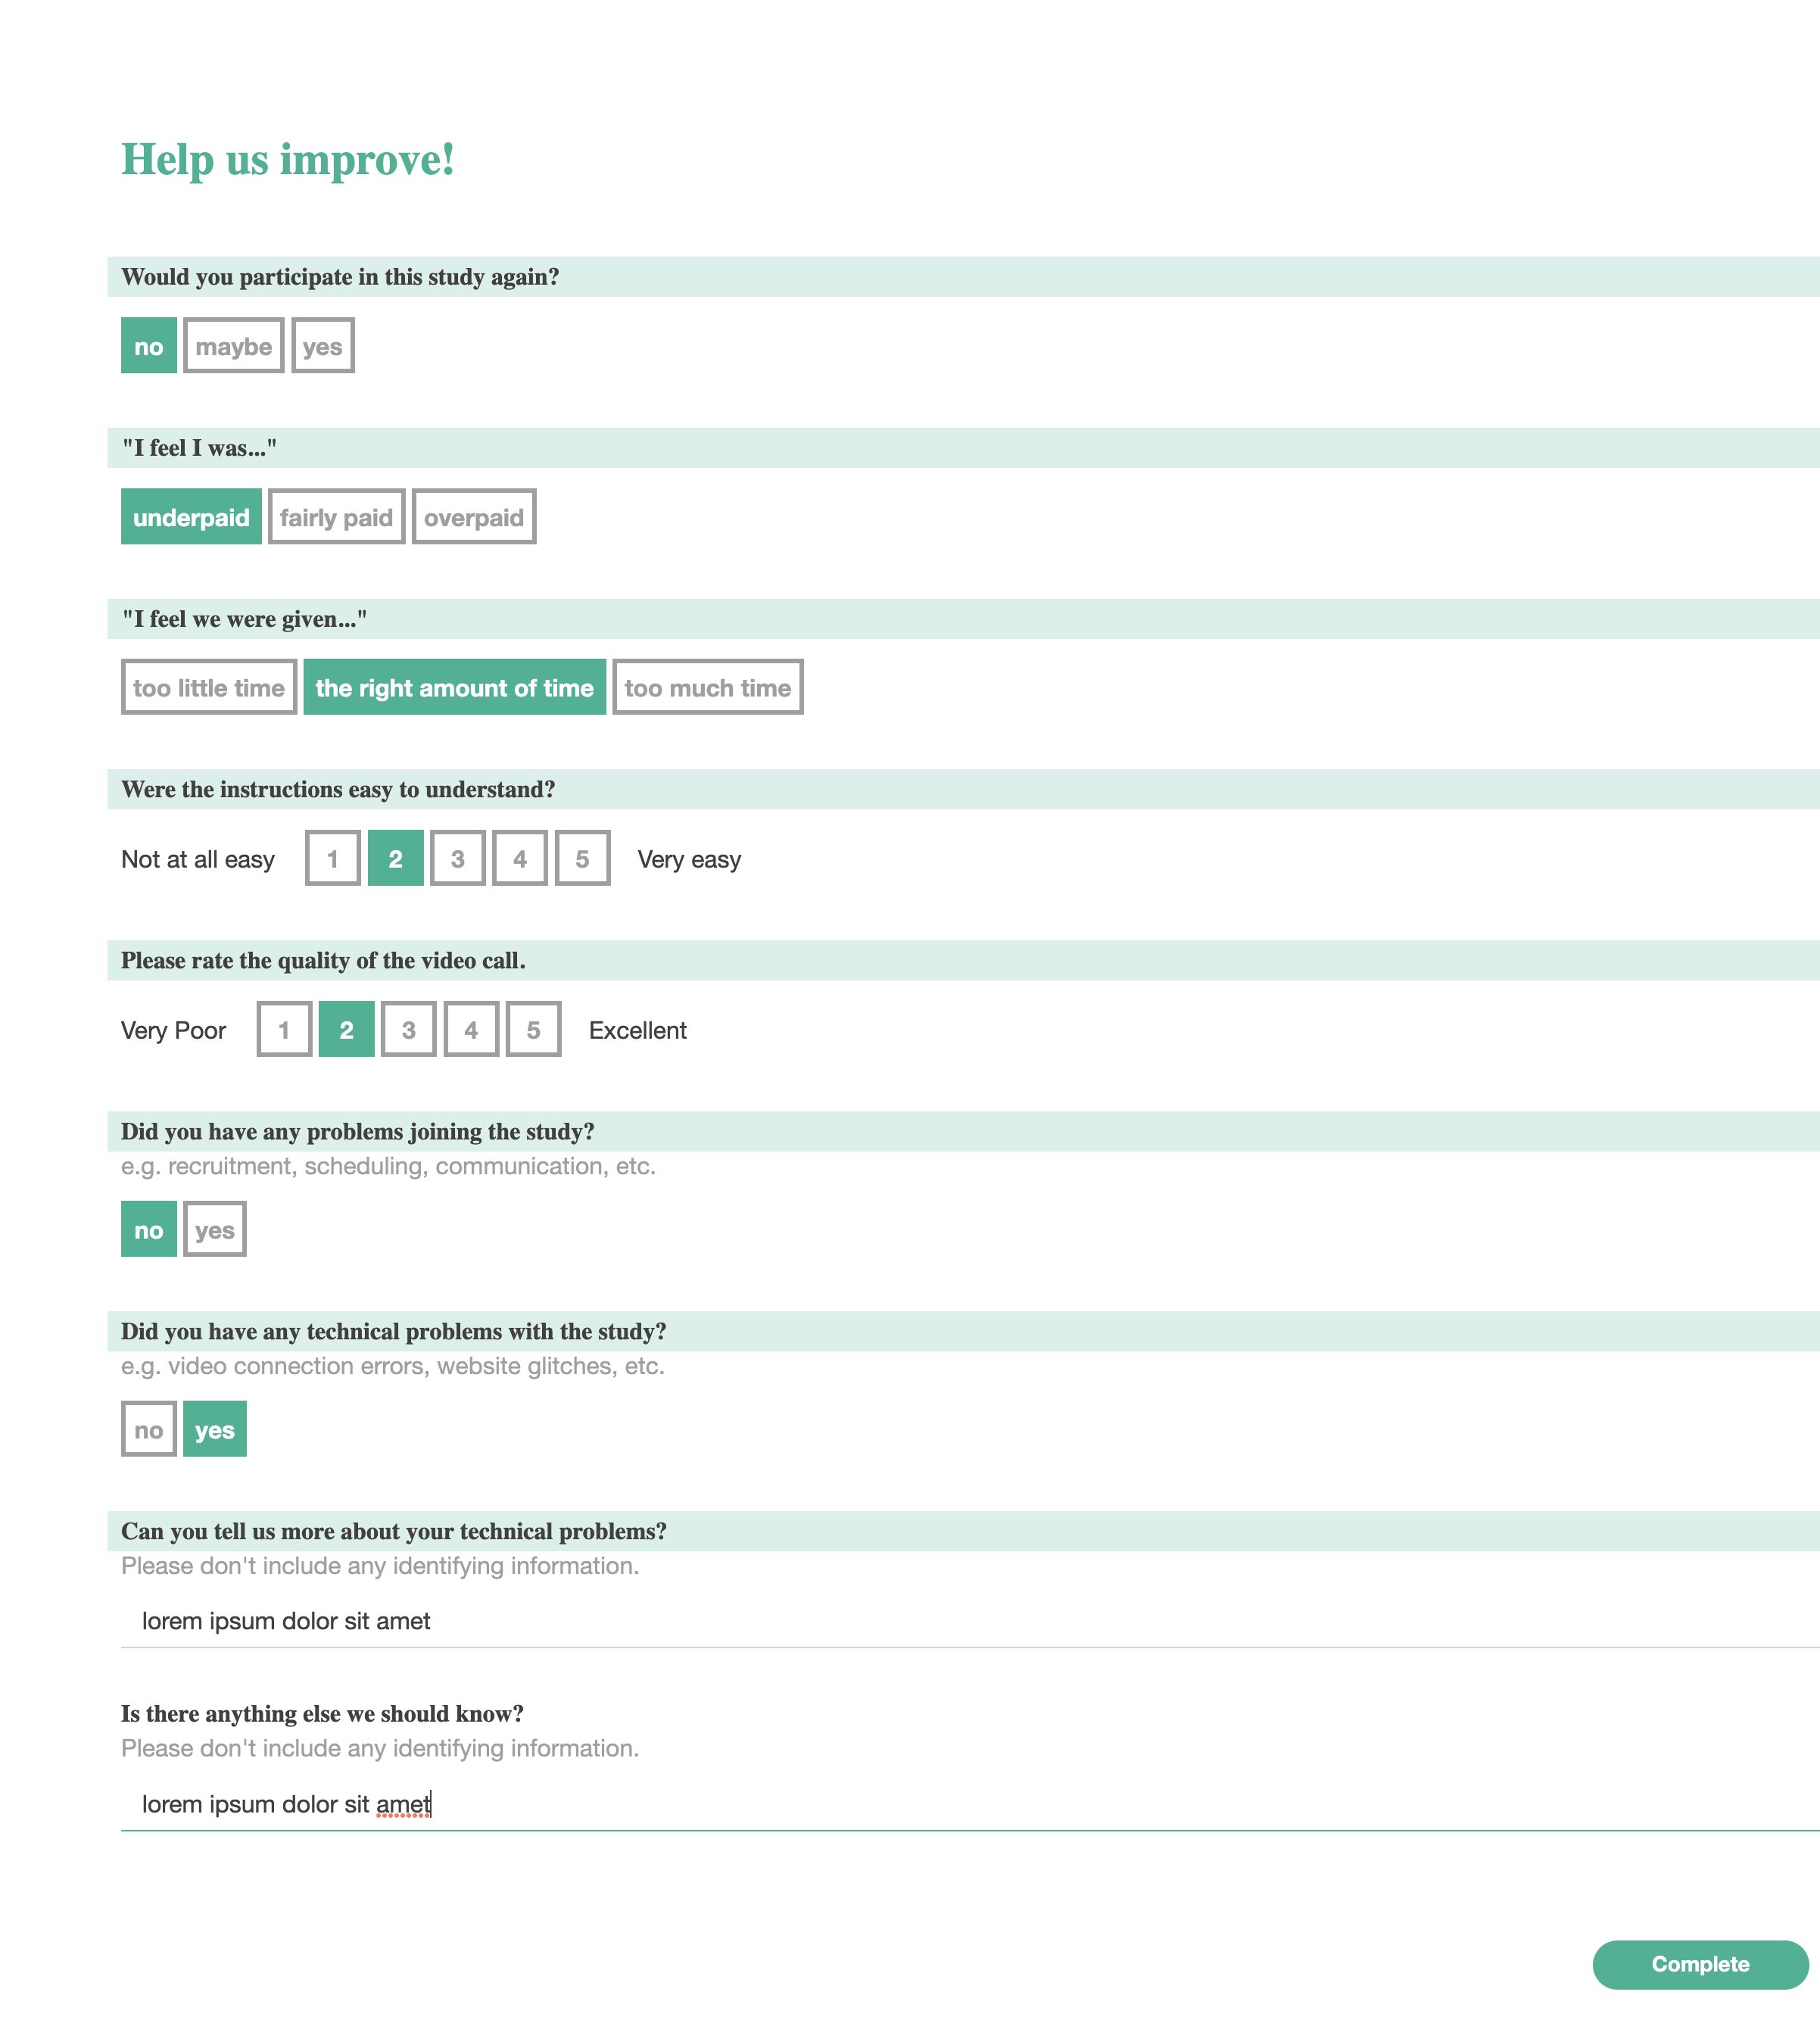 Help us improve!
Would you participate in this study again?
no maybe yes
"I feel I was..."
underpaid fairly paid overpaid
"I feel we were given..."
too little time the right amount of time too much time
Were the instructions easy to understand?
Not at all easy 1 2 3 4 5 Very easy
Please rate the quality of the video call.
Very Poor 1 2 3 4 5 Excellent
Did you have any problems joining the study?
e.g. recruitment, scheduling, communication, etc.
no yes
Did you have any technical problems with the study?
e.g. video connection errors, website glitches, etc.
no yes
Can you tell us more about your technical problems?
Please don't include any identifying information.
lorem ipsum dolor sit amet
Is there anything else we should know?
Please don't include any identifying information.
lorem ipsum dolor sit amet
Complete